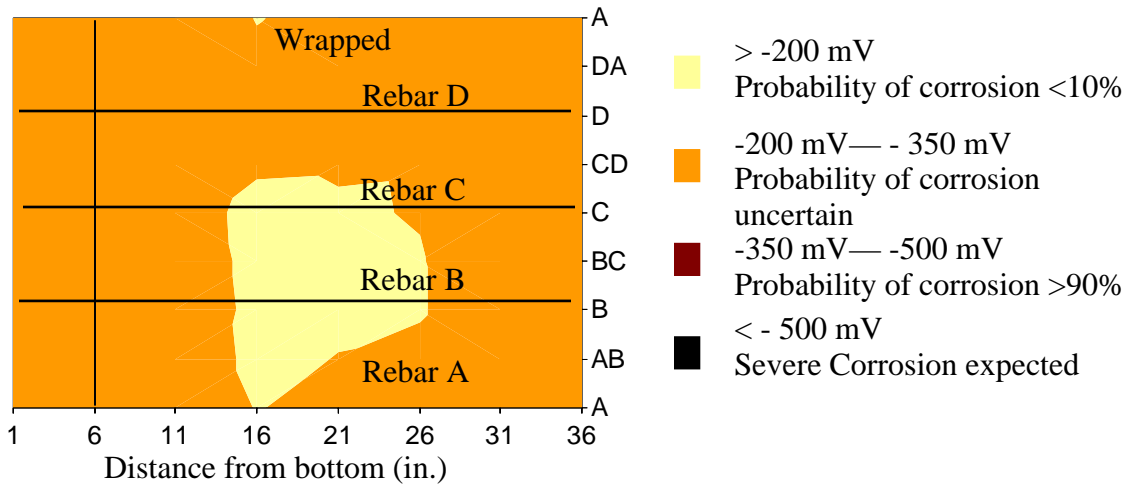 A
Wrapped
DA
Rebar D
D
CD
Rebar C
C
BC
Rebar B
B
AB
Rebar A
A
1 6 11 16 21 26 31 36
Distance from bottom (in.)
> -200 mV
Probability of corrosion <10%
-200 mV— - 350 mV
Probability of corrosion
uncertain
-350 mV— -500 mV
Probability of corrosion >90%
< - 500 mV
Severe Corrosion expected